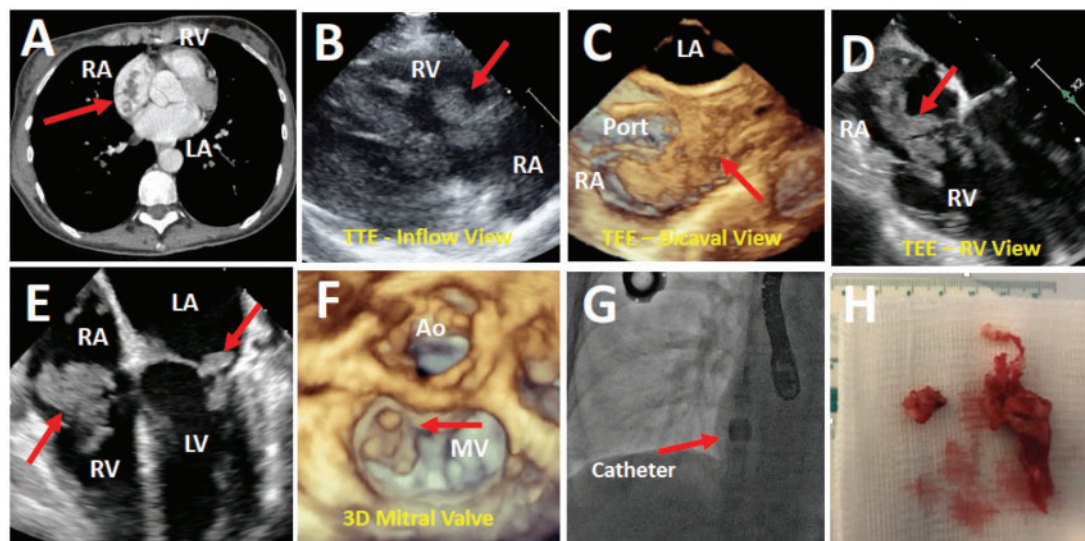 A
RV
RA
LA
B
RV
RA
TTE - Inflow View
C
LA
Port
RA
TEE – Bicaval View
D
X2
RA
RV
TEE – RV View
E
LA
RA
LV
RV
F
Ao
MV
3D Mitral Valve
G
Catheter
H